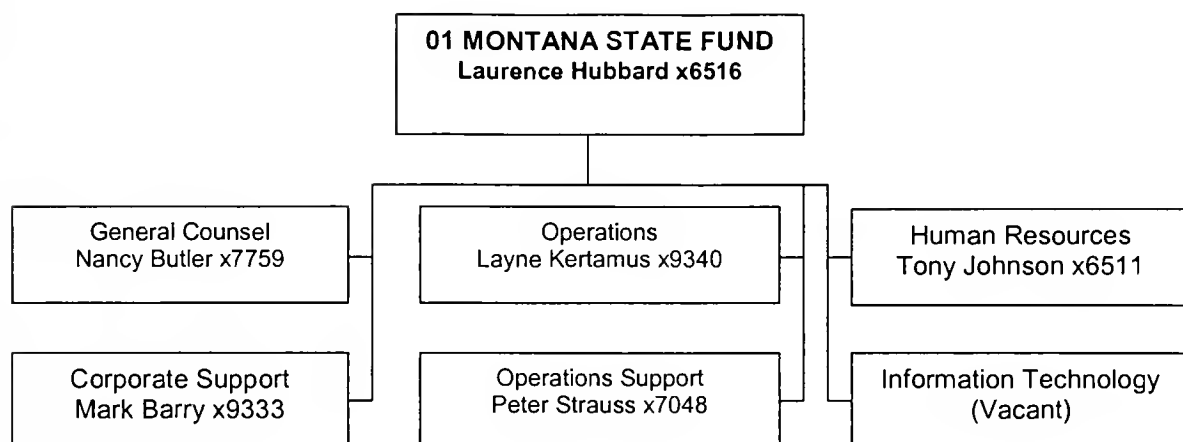 01 MONTANA STATE FUND
Laurence Hubbard x6516
General Counsel
Nancy Butler x7759
Operations
Layne Kertamus x9340
Human Resources
Tony Johnson x6511
Corporate Support
Mark Barry x9333
Operations Support
Peter Strauss x7048
Information Technology
(Vacant)